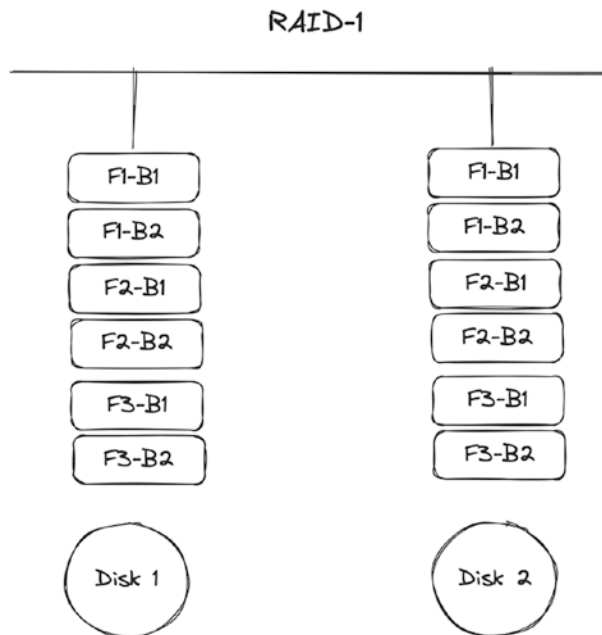 RAID-1
F1-B1
F1-B2
F2-B1
F2-B2
F3-B1
F3-B2
Disk 1
F1-B1
F1-B2
F2-B1
F2-B2
F3-B1
F3-B2
Disk 2